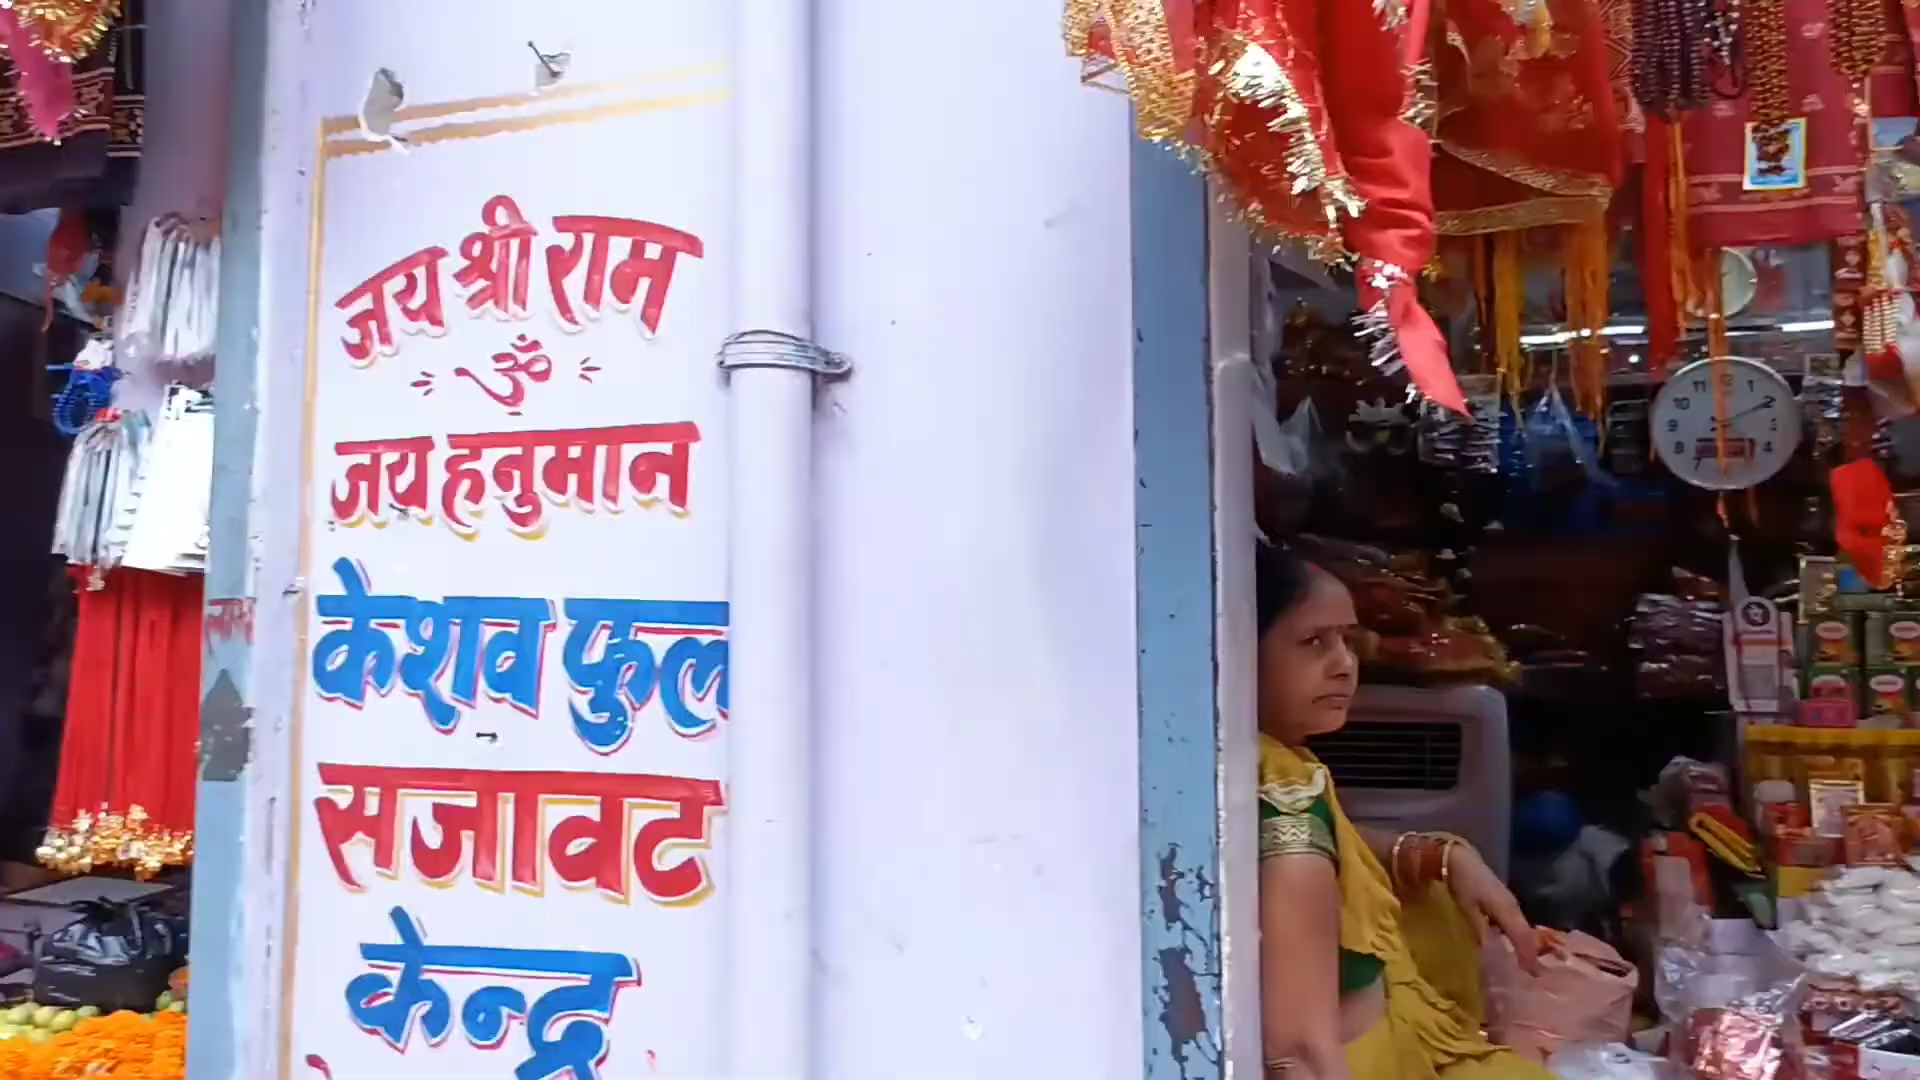 जय श्री राम
ॐ
जय हनुमान
केशव फूल
सजावट
केन्द्र